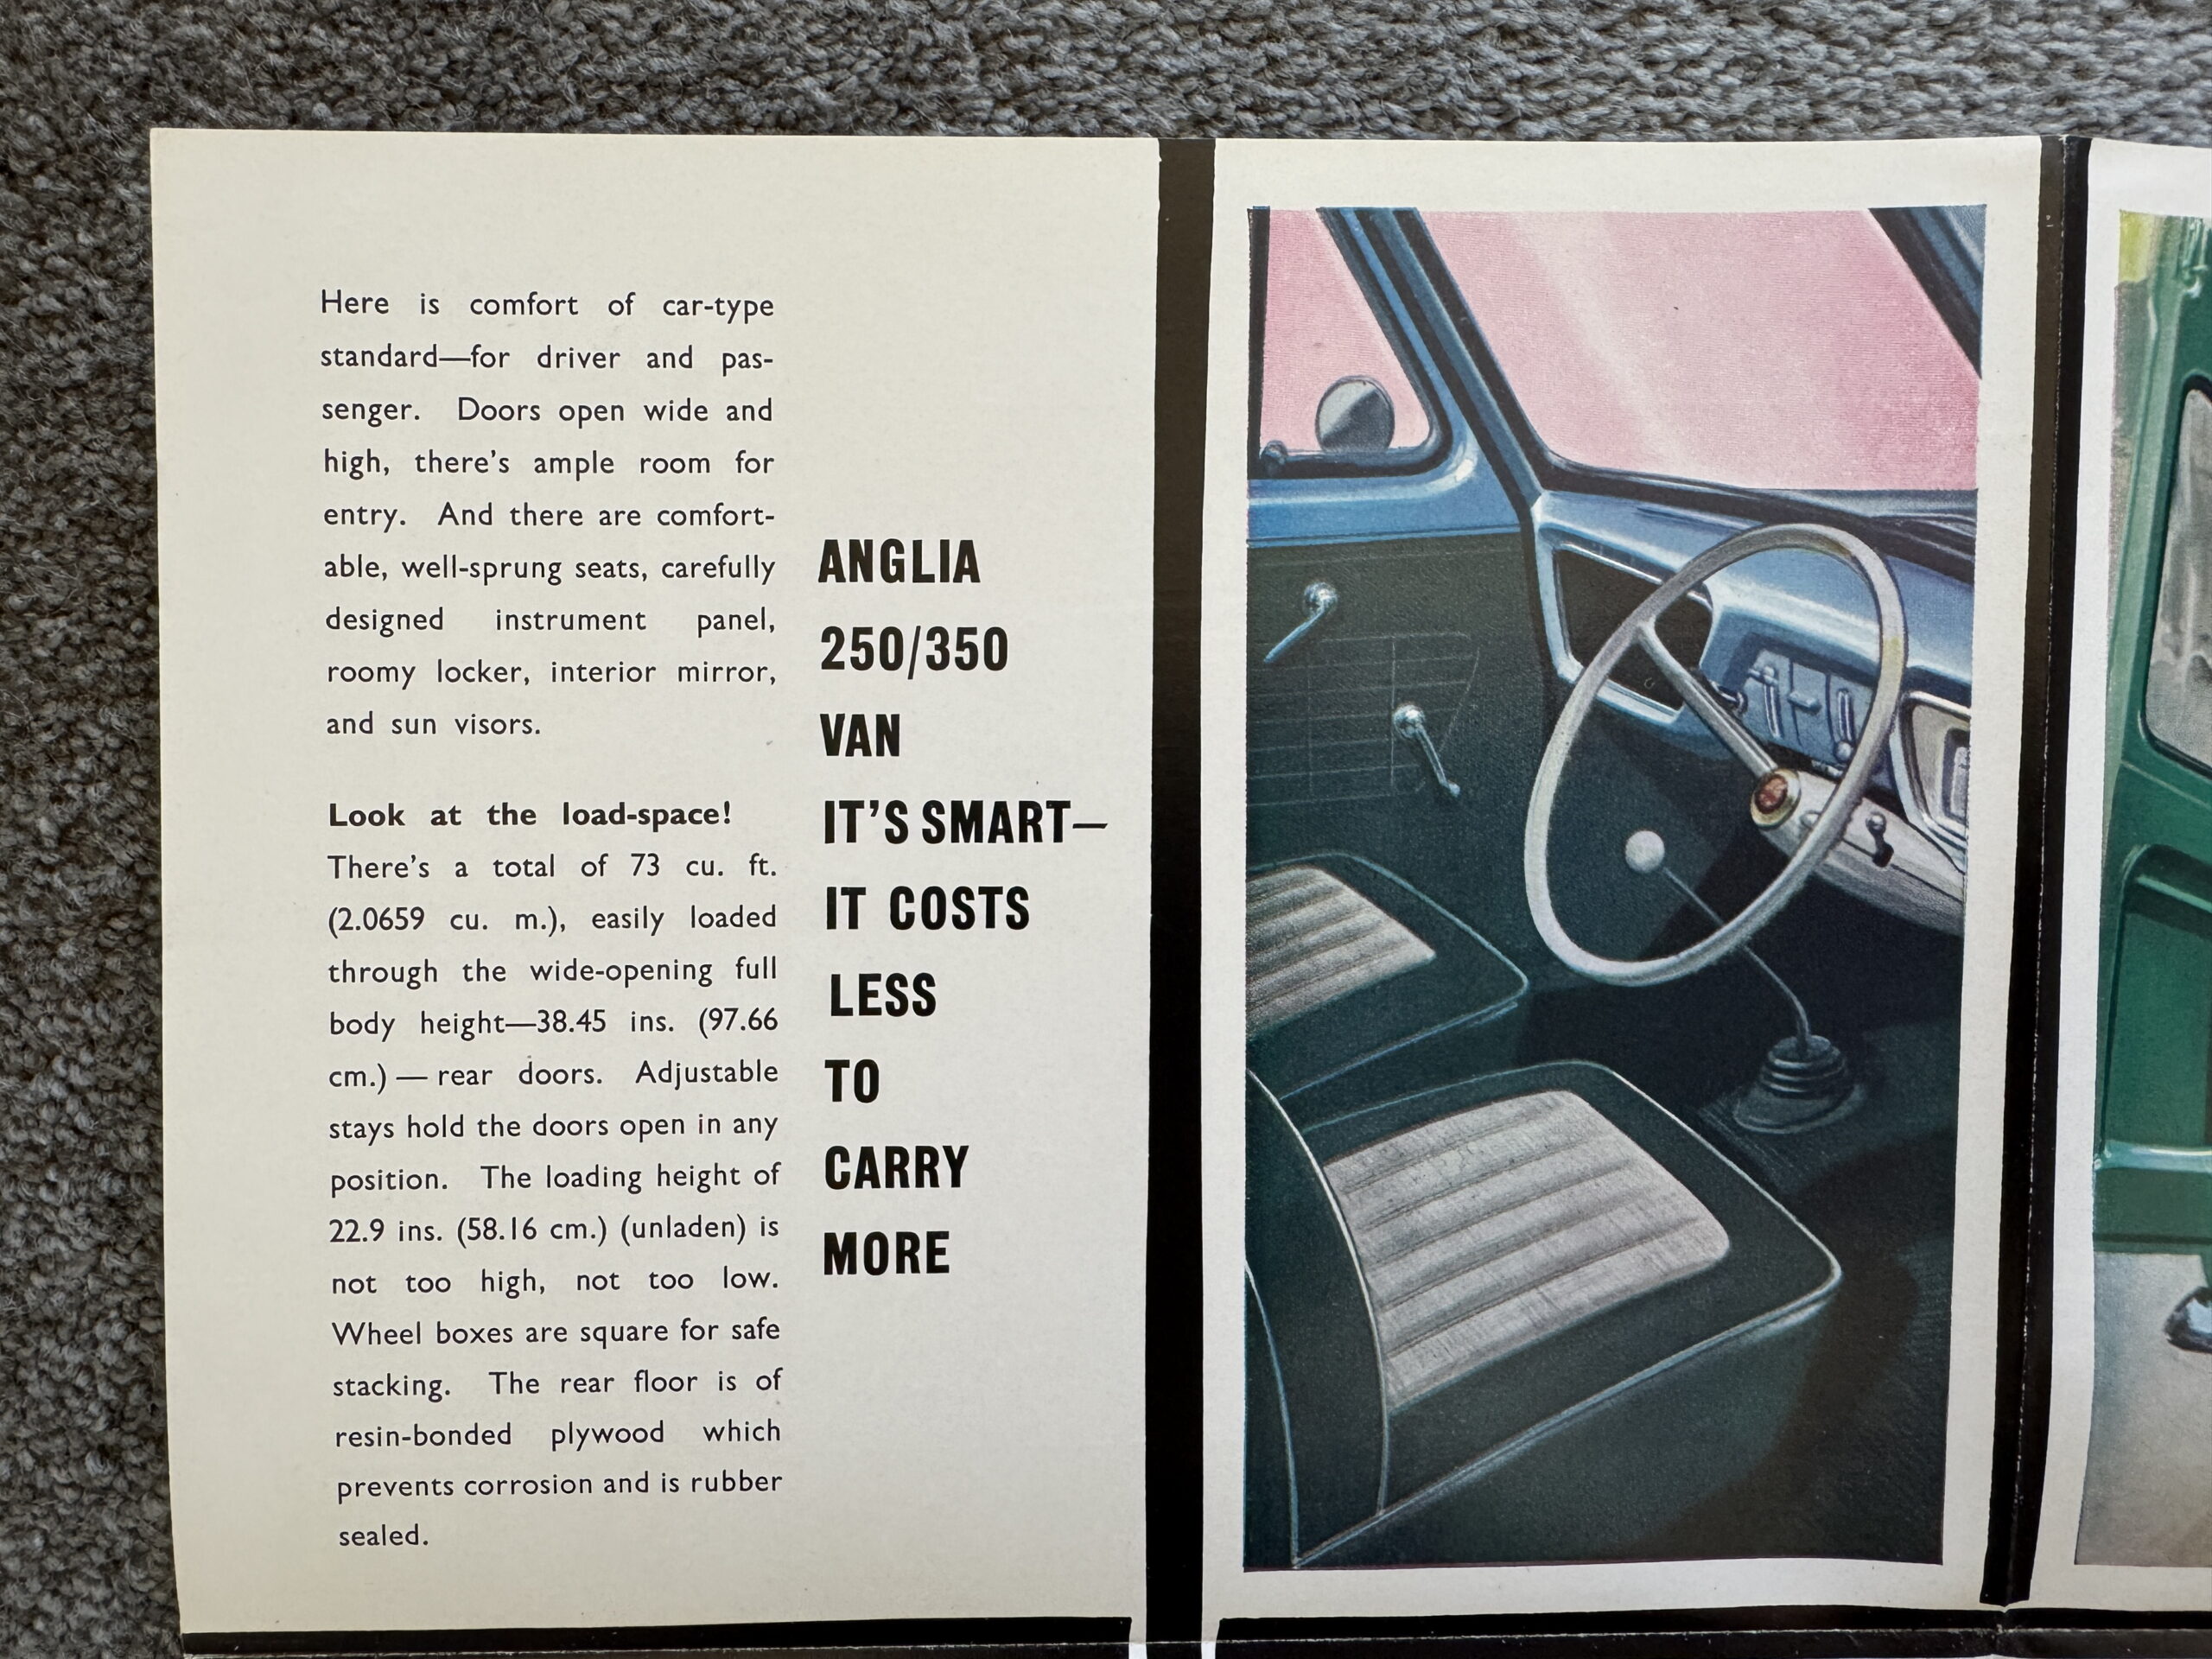 Here is comfort of car-type
standard—for driver and pas-
senger. Doors open wide and
high, there's ample room for
entry. And there are comfort-
able, well-sprung seats, carefully
designed instrument panel,
roomy locker, interior mirror,
and sun visors.
Look at the load-space!
There's a total of 73 cu. ft.
(2.0659 cu. m.), easily loaded
through the wide-opening full
body height—38.45 ins. (97.66
cm.) — rear doors. Adjustable
stays hold the doors open in any
position. The loading height of
22.9 ins. (58.16 cm.) (unladen) is
not too high, not too low.
Wheel boxes are square for safe
stacking. The rear floor is of
resin-bonded plywood which
prevents corrosion and is rubber
sealed.
ANGLIA
250/350
VAN
IT'S SMART—
IT COSTS
LESS
TO
CARRY
MORE